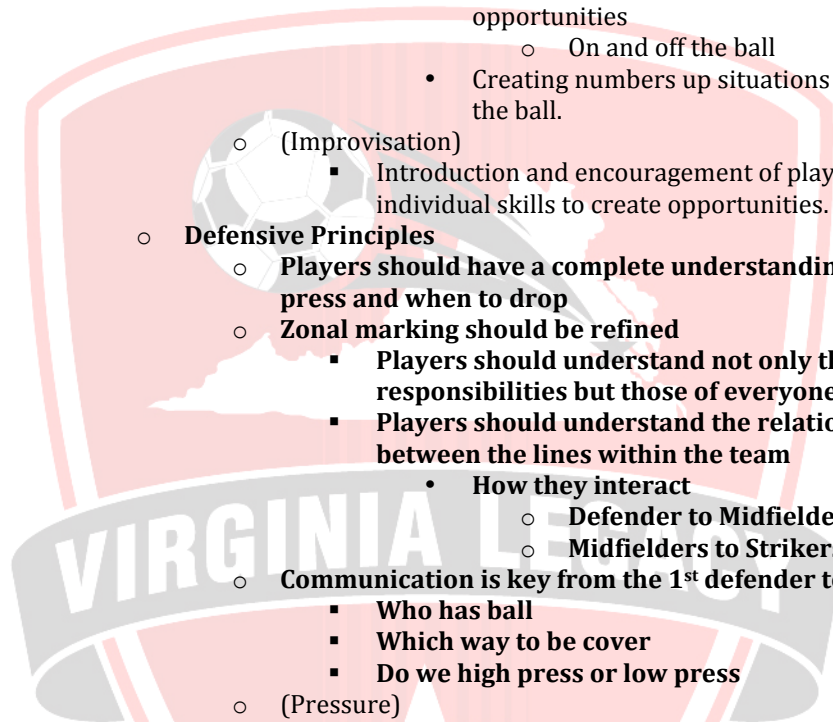 opportunities
o On and off the ball
• Creating numbers up situations
the ball.
o (Improvisation)
▪ Introduction and encouragement of play
individual skills to create opportunities.
o Defensive Principles
o Players should have a complete understandin
press and when to drop
o Zonal marking should be refined
▪ Players should understand not only th
responsibilities but those of everyone
▪ Players should understand the relatio
between the lines within the team
• How they interact
o Defender to Midfielde
o Midfielders to Strikers
o Communication is key from the 1st defender to
▪ Who has ball
▪ Which way to be cover
▪ Do we high press or low press
o (Pressure)
VIRGINIA LEGACY